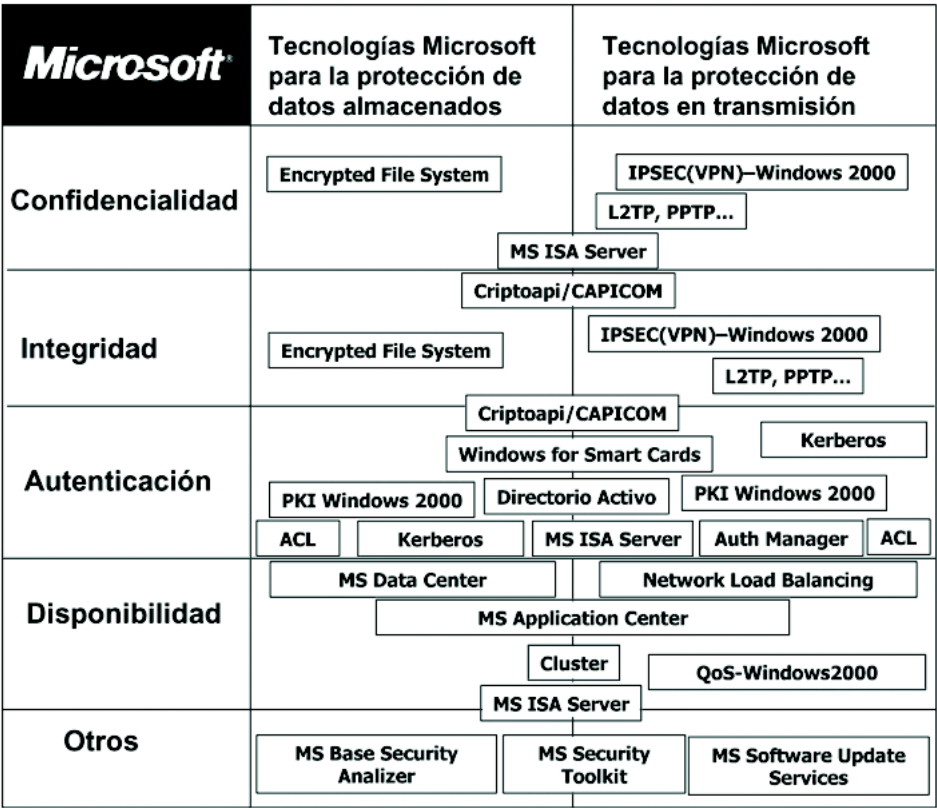 Microsoft®
Tecnologías Microsoft
para la protección de
datos almacenados
Tecnologías Microsoft
para la protección de
datos en transmisión
Confidencialidad
Encrypted File System
IPSEC(VPN)–Windows 2000
L2TP, PPTP...
MS ISA Server
Criptoapi/CAPICOM
Integridad
Encrypted File System
IPSEC(VPN)–Windows 2000
L2TP, PPTP...
Criptoapi/CAPICOM
Autenticación
Windows for Smart Cards
Kerberos
PKI Windows 2000
Directorio Activo
PKI Windows 2000
ACL
Kerberos
MS ISA Server
Auth Manager
ACL
Disponibilidad
MS Data Center
Network Load Balancing
MS Application Center
Cluster
QoS-Windows2000
MS ISA Server
Otros
MS Base Security
Analizer
MS Security
Toolkit
MS Software Update
Services